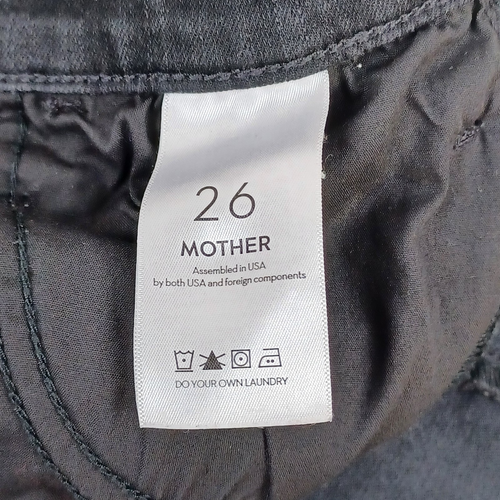 26
MOTHER
Assembled in USA
by both USA and foreign components
DO YOUR OWN LAUNDRY